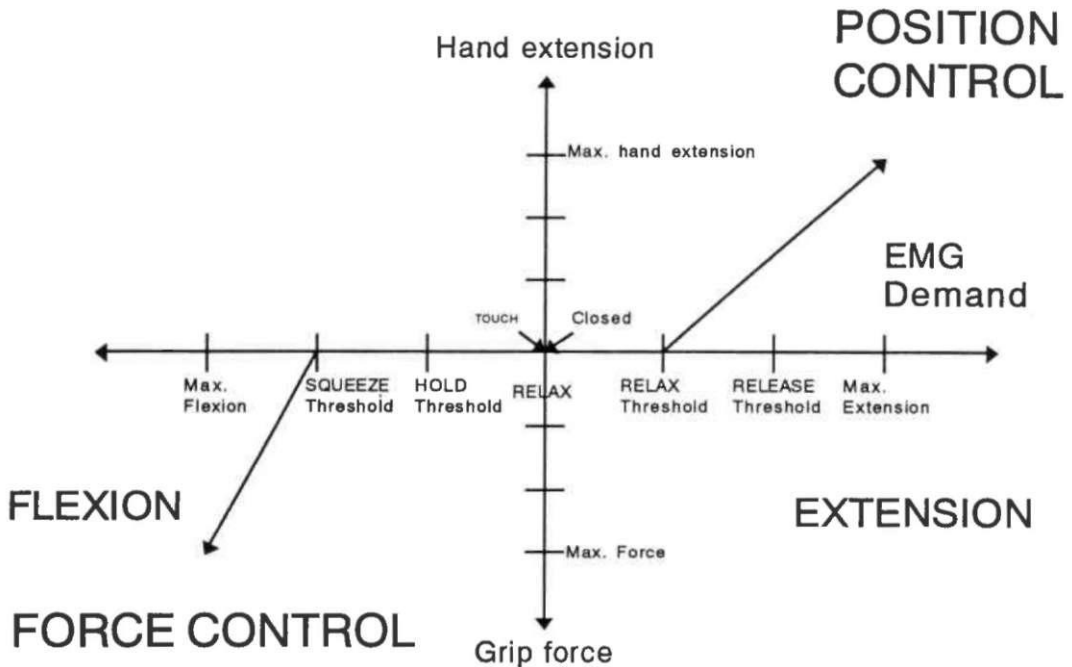 POSITION
CONTROL
Hand extension
Max. hand extension
EMG
Demand
TOUCH
Closed
Max.
Flexion
SQUEEZE
Threshold
HOLD
Threshold
RELAX
RELAX
Threshold
RELEASE
Threshold
Max.
Extension
FLEXION
EXTENSION
Max. Force
FORCE CONTROL
Grip force